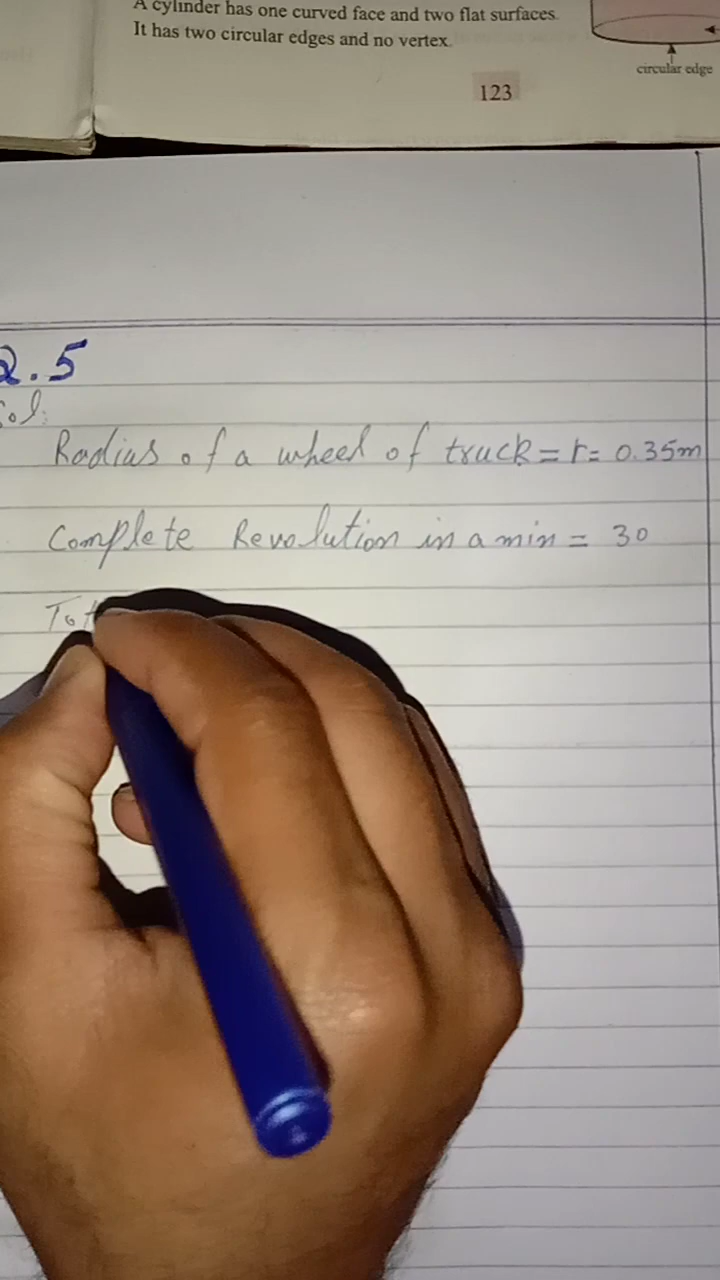 A cylinder has one curved face and two flat surfaces.
It has two circular edges and no vertex.
circular edge
123
Q.5
Sol:
Radius of a wheel of truck = r = 0.35m
Complete Revolution in a min = 30
Tot